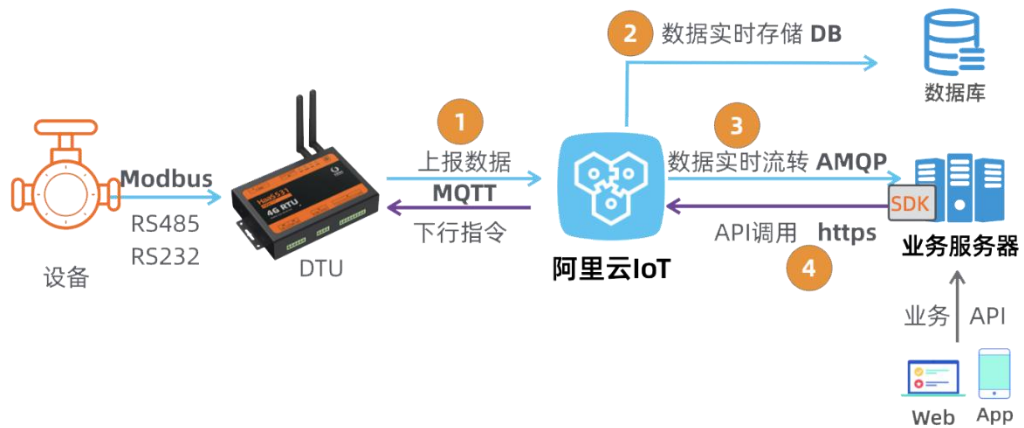 2 数据实时存储 DB
数据库
1
上报数据
MQTT
下行指令
Modbus
RS485
RS232
设备
4G RTU
DTU
阿里云IoT
3
数据实时流转 AMQP
SDK
API调用 https
4
业务服务器
业务 API
Web
App